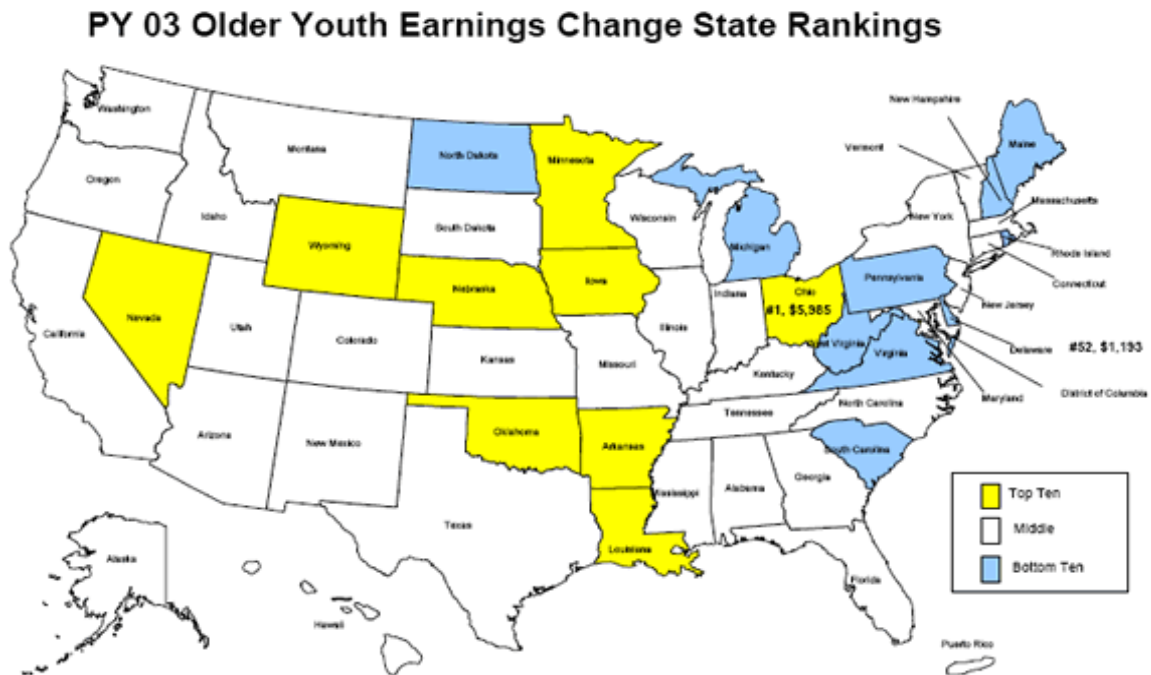 PY 03 Older Youth Earnings Change State Rankings
New Hampshire
Washington
Vermont
Maine
Montana
North Dakota
Minnesota
Oregon
Massachusetts
Idaho
South Dakota
Wisconsin
New York
Wyoming
Michigan
Rhode Island
Pennsylvania
Connecticut
Nevada
Nebraska
Iowa
Ohio
Indiana
New Jersey
#1, $5,985
California
Utah
Colorado
Illinois
West Virginia
Virginia
Delaware
#52, $1,193
Kansas
Missouri
Kentucky
District of Columbia
Maryland
North Carolina
Tennessee
Arizona
New Mexico
Oklahoma
Arkansas
South Carolina
Mississippi
Alabama
Georgia
Texas
Louisiana
Top Ten
Middle
Bottom Ten
Alaska
Florida
Hawaii
Puerto Rico